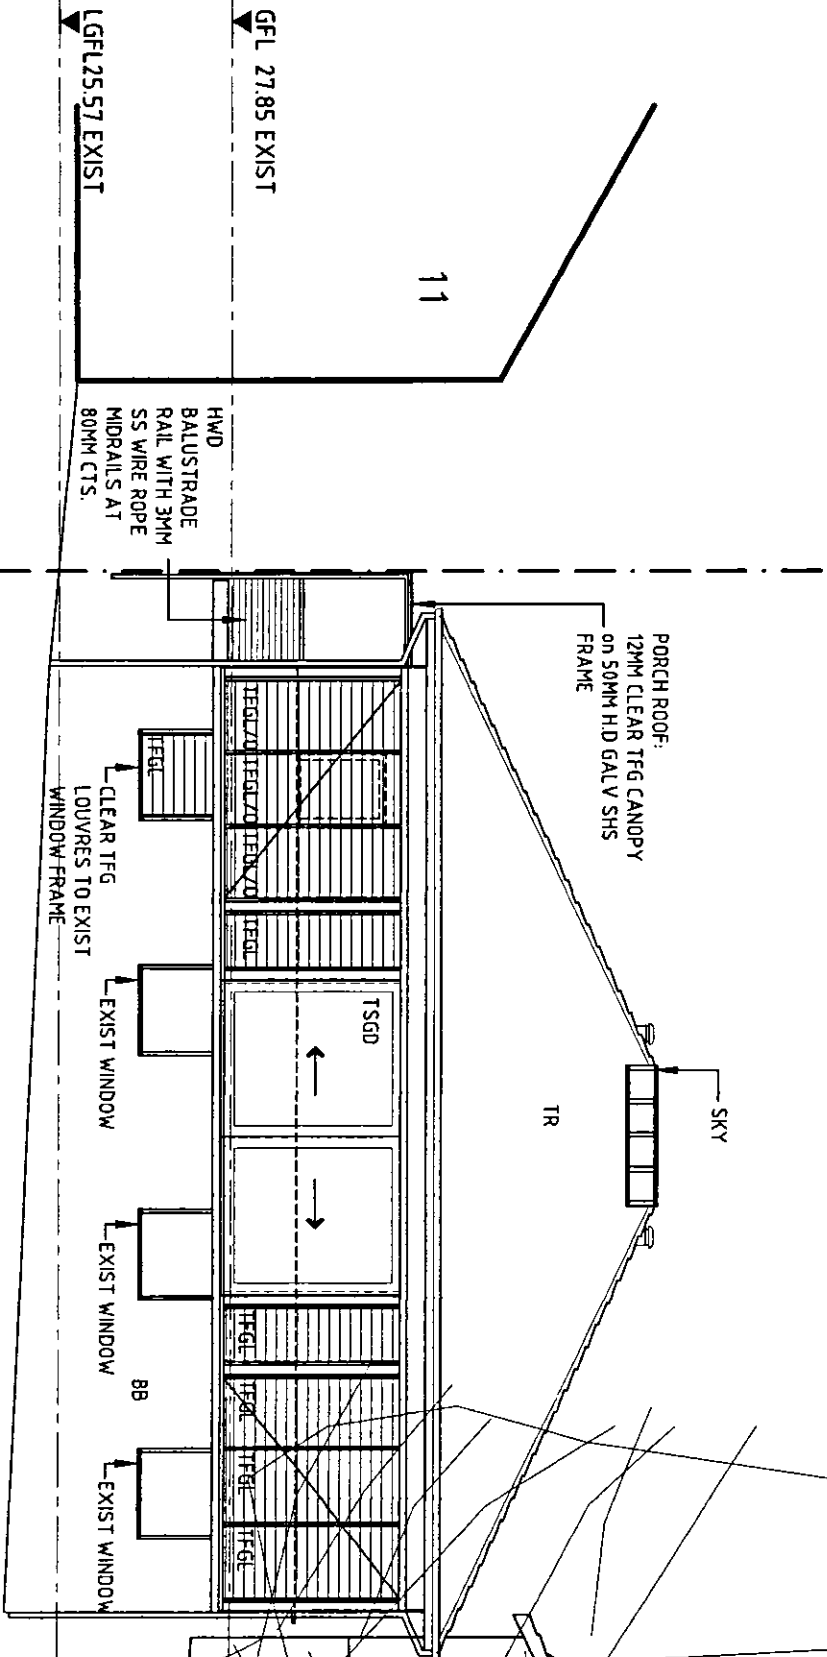 GFL 27.85 EXIST
LGFL25.57 EXIST
11
HWD
BALUSTRADE
RAIL WITH 3MM
SS WIRE ROPE
MIDRAILS AT
80MM CTS.
PORCH ROOF:
12MM CLEAR TFG CANOPY
on 50MM H.D GALV SHS
FRAME
SKY
TR
TFGL/O
TFGL/O
TFGL/O
TFGL
TSGD
TFGL
TFGL
TFGL
TFGL
TFGL
CLEAR TFG
LOUVRES TO EXIST
WINDOW FRAME
EXIST WINDOW
EXIST WINDOW
BB
EXIST WINDOW